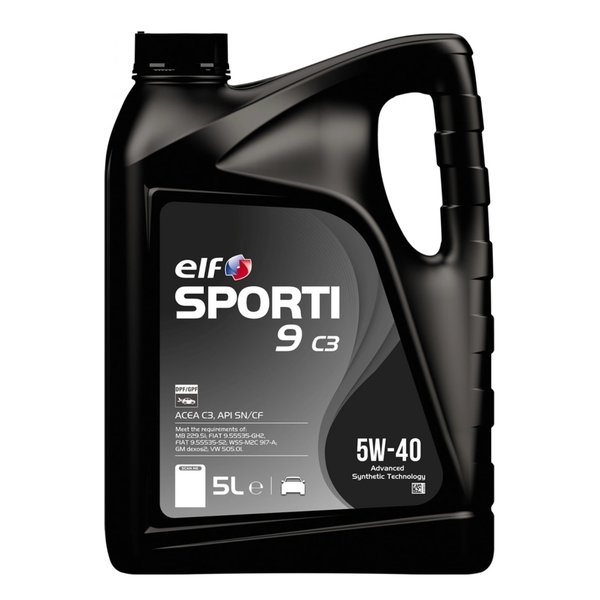 elf
SPORTI
9 C3
DPF/GPF
ACEA C3, API SN/CF
Meet the requirements of:
MB 229.51, FIAT 9.55535-GH2,
FIAT 9.55535-S2, WSS-M2C 917-A,
GM dexos2, VW 505.01.
SCAN ME
5L e
5W-40
Advanced
Synthetic Technology